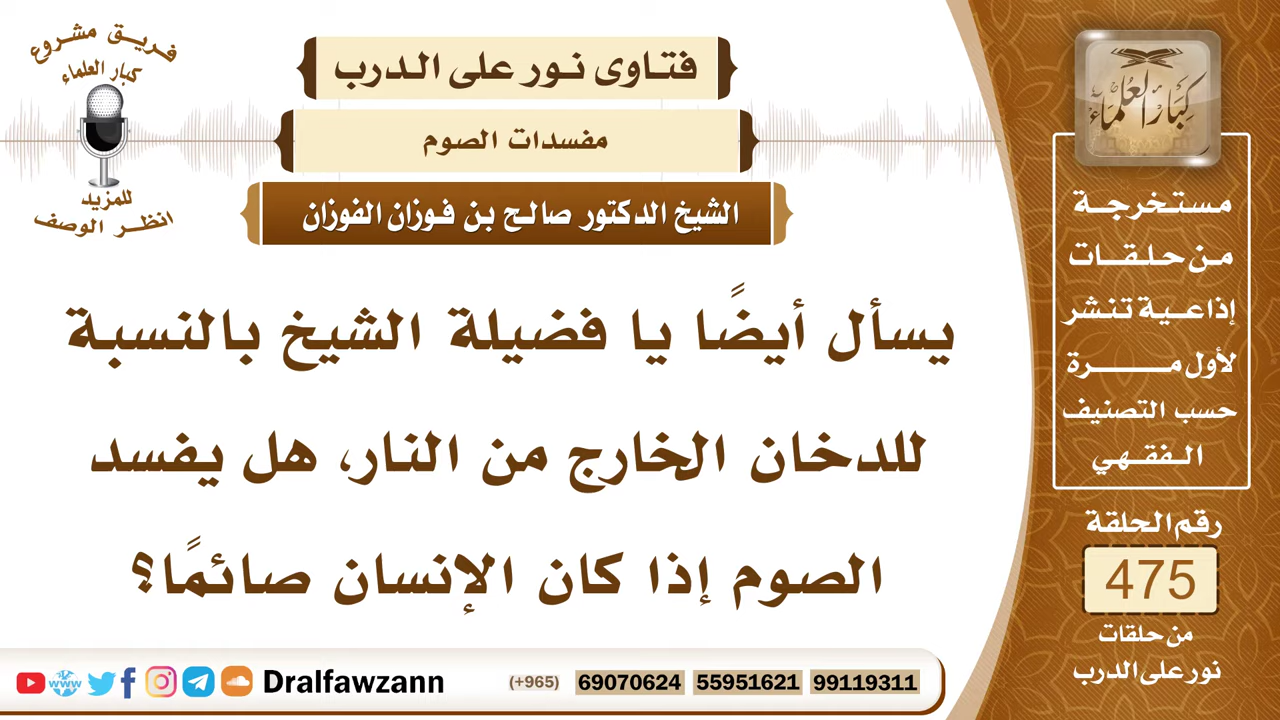 فريق مشروع
كبار العلماء
للمزيد
انظر الوصف
فتاوى نور على الدرب
مفسدات الصوم
الشيخ الدكتور صالح بن فوزان الفوزان
يسأل أيضًا يا فضيلة الشيخ بالنسبة
للدخان الخارج من النار، هل يفسد
الصوم إذا كان الإنسان صائمًا؟
كبار العلماء
مستخرجة
من حلقات
إذاعية تنشر
لأول مرة
حسب التصنيف
الفقهي
رقم الحلقة
475
من حلقات
نور على الدرب
www Dralfawzann (+965) 69070624 55951621 99119311